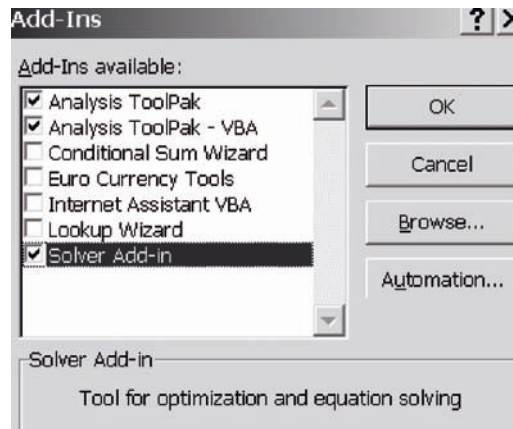 Add-Ins
Add-Ins available:
Analysis ToolPak
Analysis ToolPak - VBA
Conditional Sum Wizard
Euro Currency Tools
Internet Assistant VBA
Lookup Wizard
Solver Add-in
OK
Cancel
Browse...
Automation...
Solver Add-in
Tool for optimization and equation solving